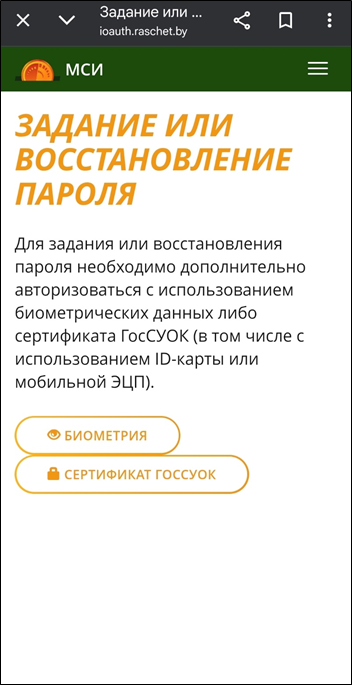 Задание или ...
ioauth.raschet.by
МСИ
ЗАДАНИЕ ИЛИ
ВОССТАНОВЛЕНИЕ
ПАРОЛЯ
Для задания или восстановления
пароля необходимо дополнительно
авторизоваться с использованием
биометрических данных либо
сертификата ГосСУОК (в том числе с
использованием ID-карты или
мобильной ЭЦП).
БИОМЕТРИЯ
СЕРТИФИКАТ ГОССУОК